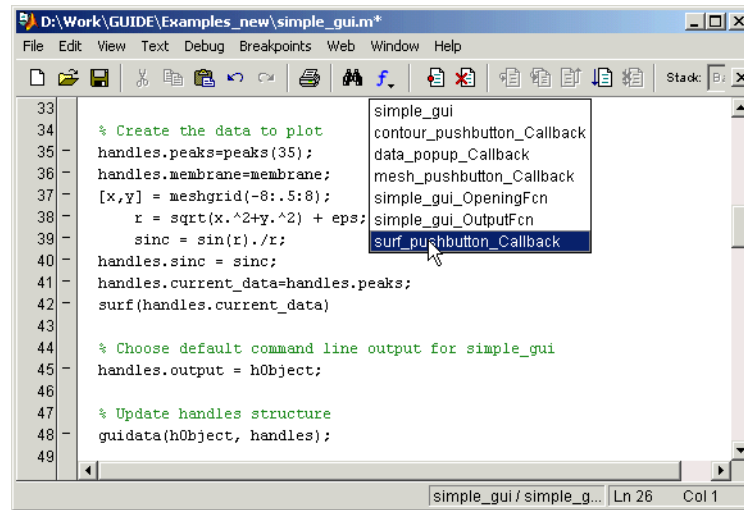 D:\Work\GUIDE\Examples_new\simple_gui.m*
File Edit View Text Debug Breakpoints Web Window Help
Stack:
33
34 % Create the data to plot
35 - handles.peaks=peaks(35);
36 - handles.membrane=membrane;
37 - [x,y] = meshgrid(-8:.5:8);
38 - r = sqrt(x.^2+y.^2) + eps;
39 - sinc = sin(r)./r;
40 - handles.sinc = sinc;
41 - handles.current_data=handles.peaks;
42 - surf(handles.current_data)
43
44 % Choose default command line output for simple_gui
45 - handles.output = hObject;
46
47 % Update handles structure
48 - guidata(hObject, handles);
49
simple_gui
contour_pushbutton_Callback
data_popup_Callback
mesh_pushbutton_Callback
simple_gui_OpeningFcn
simple_gui_OutputFcn
surf_pushbutton_Callback
simple_gui / simple_g... Ln 26 Col 1